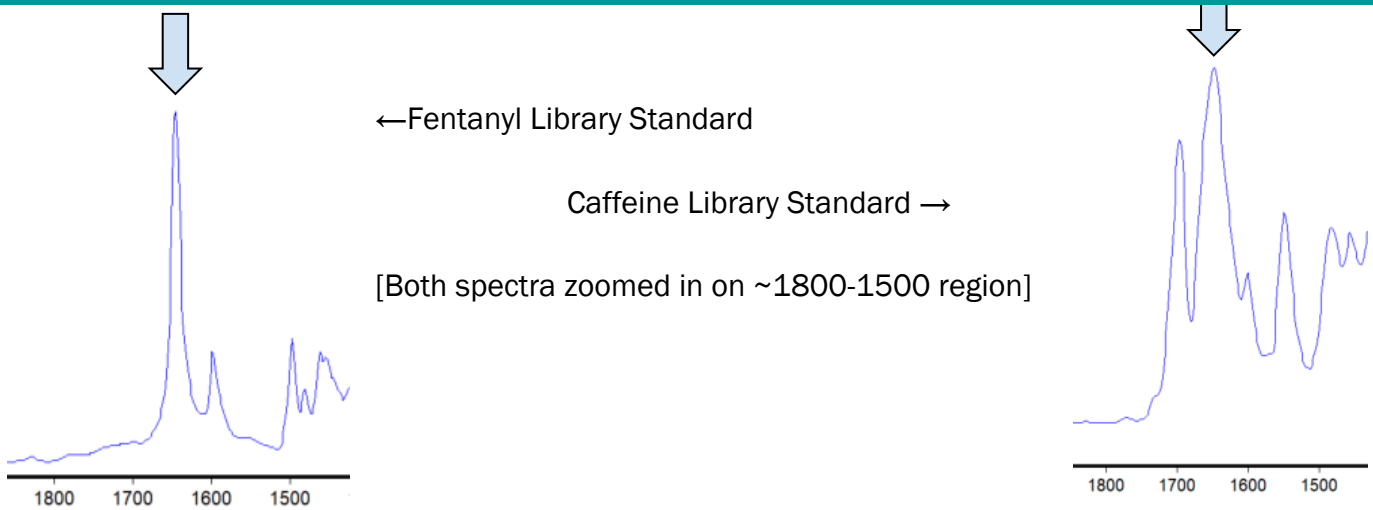 ←Fentanyl Library Standard
Caffeine Library Standard →
[Both spectra zoomed in on ~1800-1500 region]
1800 1700 1600 1500
1800 1700 1600 1500